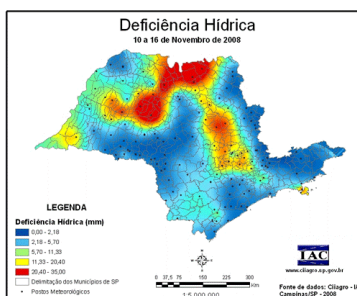 Deficiência Hídrica
10 a 16 de Novembro de 2008
LEGENDA
Deficiência Hídrica (mm)
0,00 - 2,18
2,18 - 5,70
5,70 - 11,33
11,33 - 20,40
20,40 - 35,00
Delimitação dos Municípios de SP
Postos Meteorológicos
0 37,5 75 150 225 300
Km
1:5.000.000
IAC
www.ciiagro.sp.gov.br
Fonte de dados: Ciiagro - I
Campinas/SP - 2008